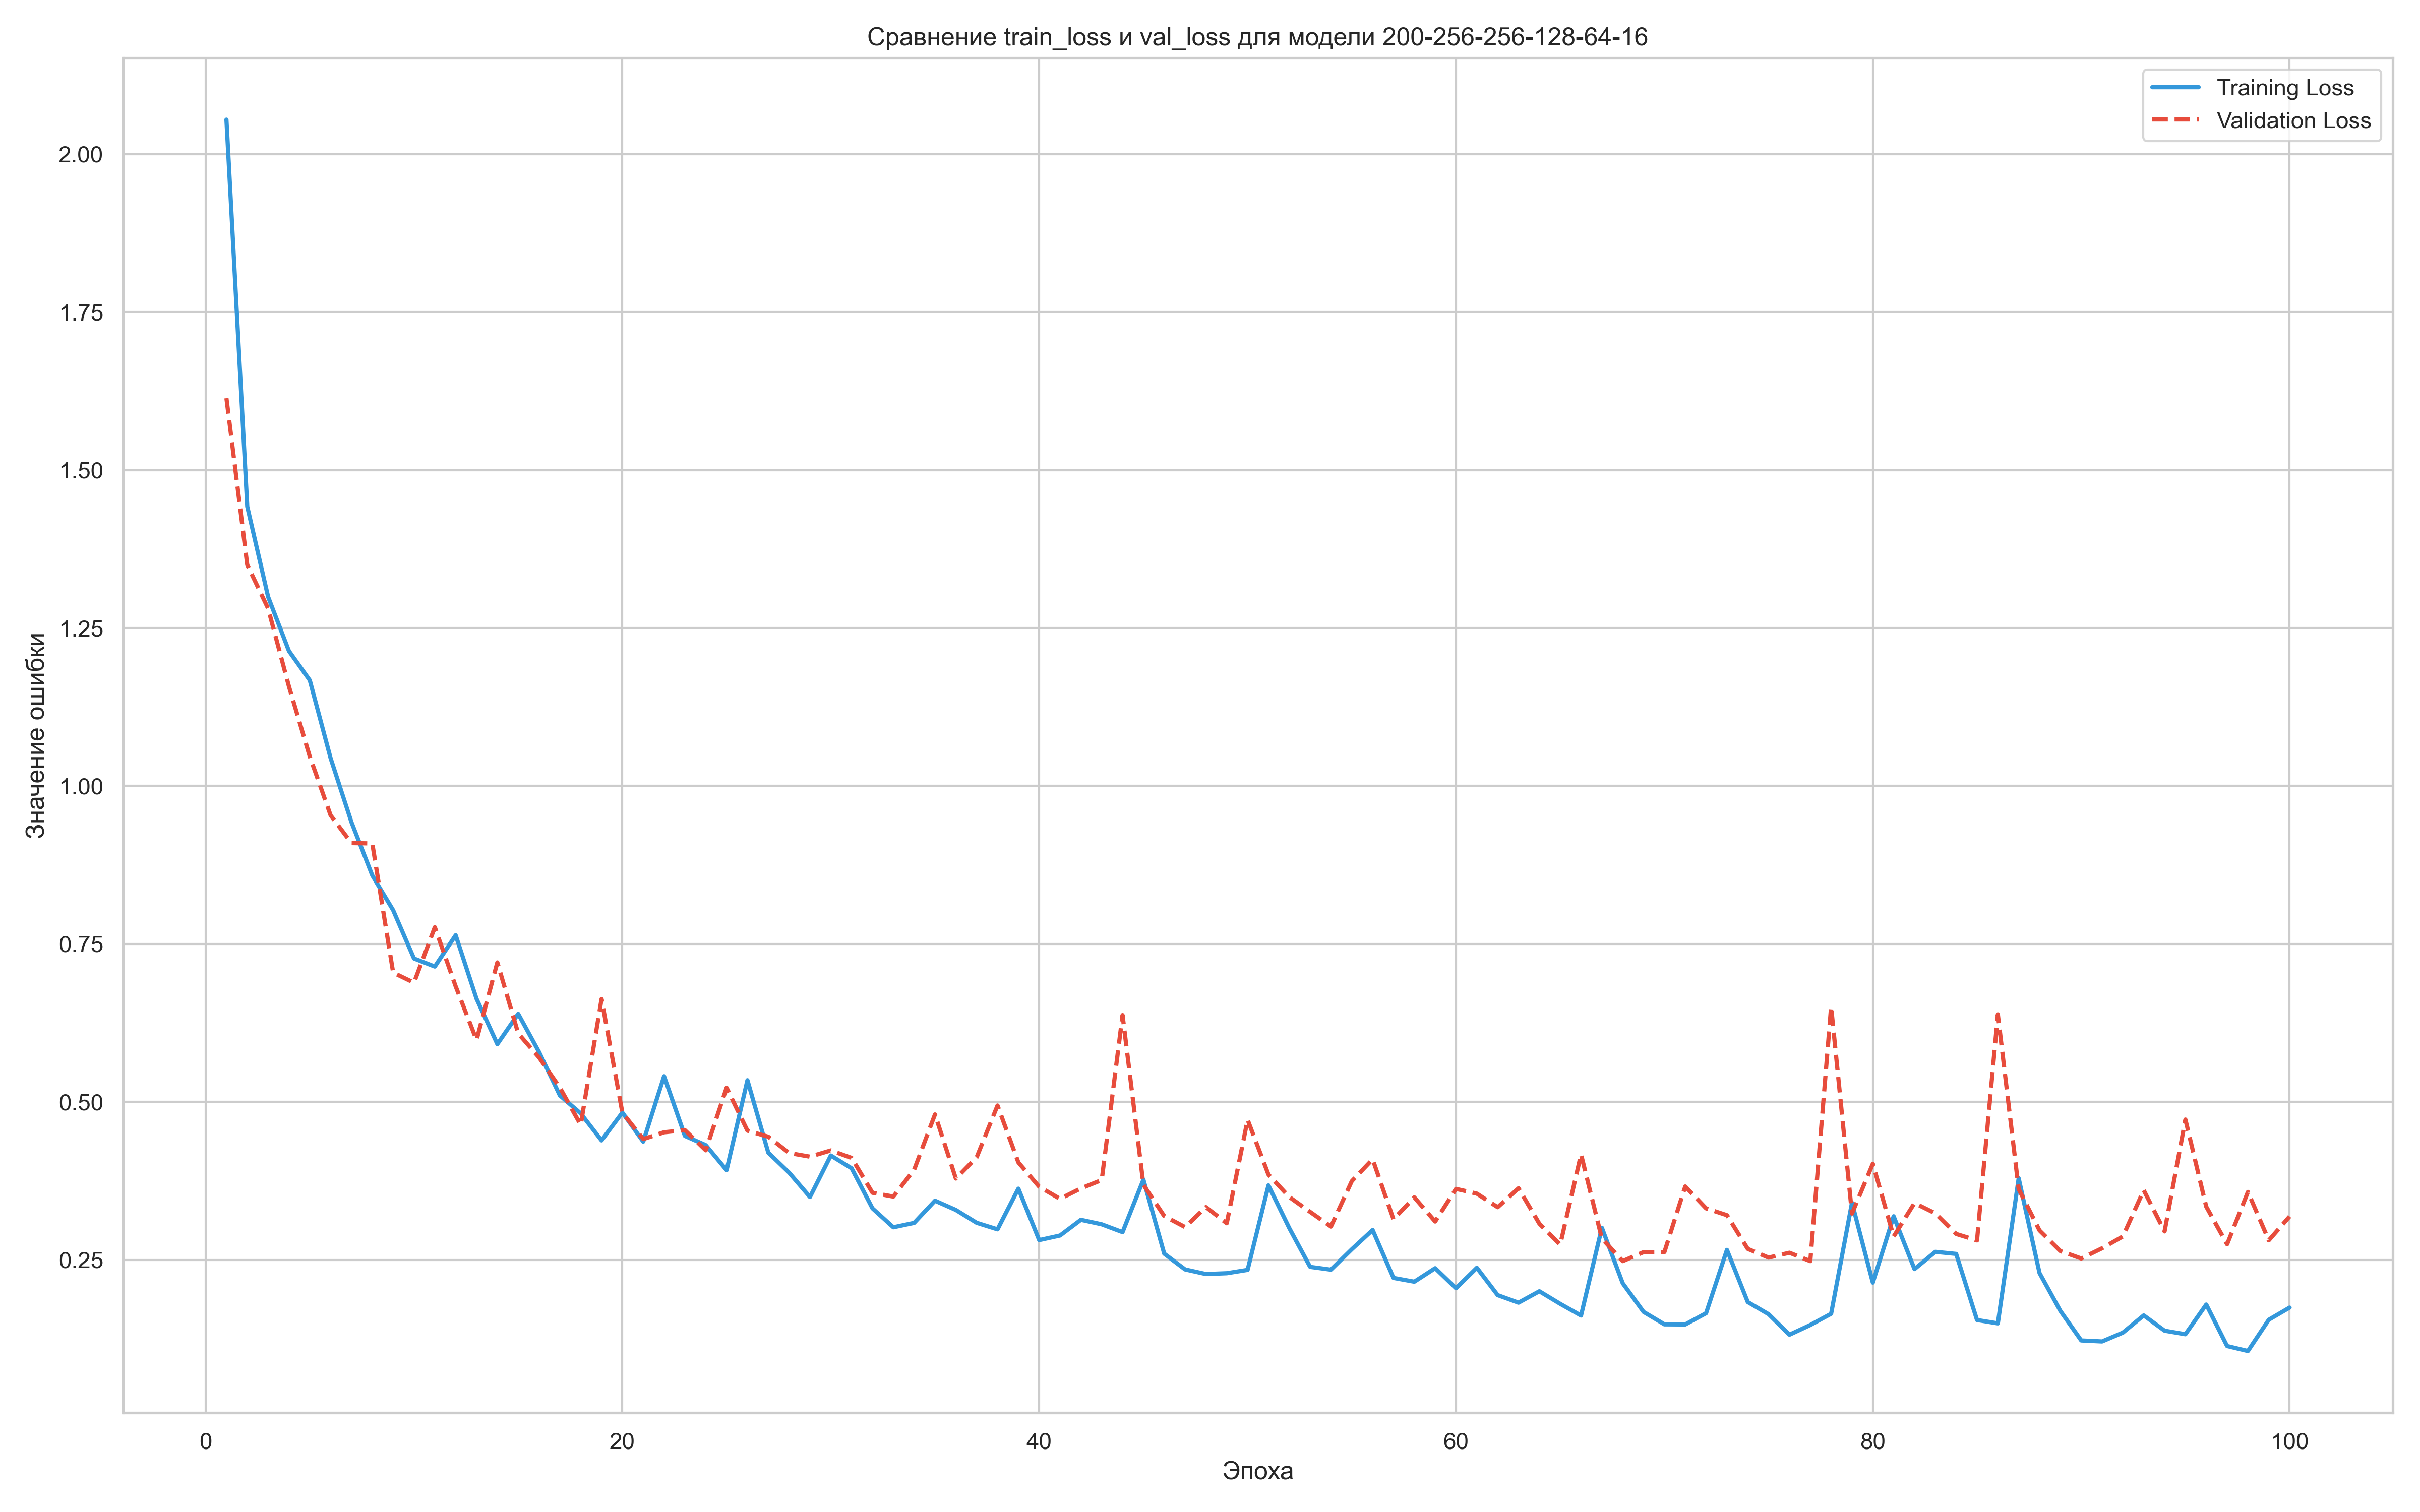 Сравнение train_loss и val_loss для модели 200-256-256-128-64-16
Training Loss
Validation Loss
Значение ошибки
2.00
1.75
1.50
1.25
1.00
0.75
0.50
0.25
0
20
40
60
80
100
Эпоха